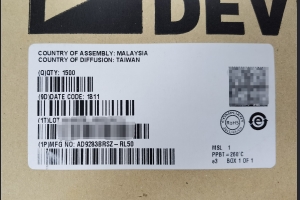 DEV
COUNTRY OF ASSEMBLY: MALAYSIA
COUNTRY OF DIFFUSION: TAIWAN
(Q)QTY: 1500
(9D)DATE CODE: 1811
(1T)LOT
(1P)MFG NO: AD9283BRSZ-RL50
MSL 1
PPBT-260°C
e3 BOX 1 OF 1